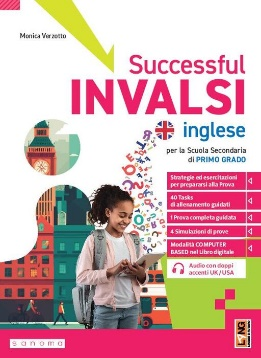 Monica Verzotto
Successful
INVALSI
inglese
per la Scuola Secondaria
di PRIMO GRADO
Strategie ed esercitazioni
per prepararsi alla Prova
40 Tasks
di allenamento guidati
1 Prova completa guidata
4 Simulazioni di prove
Modalità COMPUTER
BASED nel Libro digitale
Audio con doppi
accenti UK / USA
sanoma
LANG